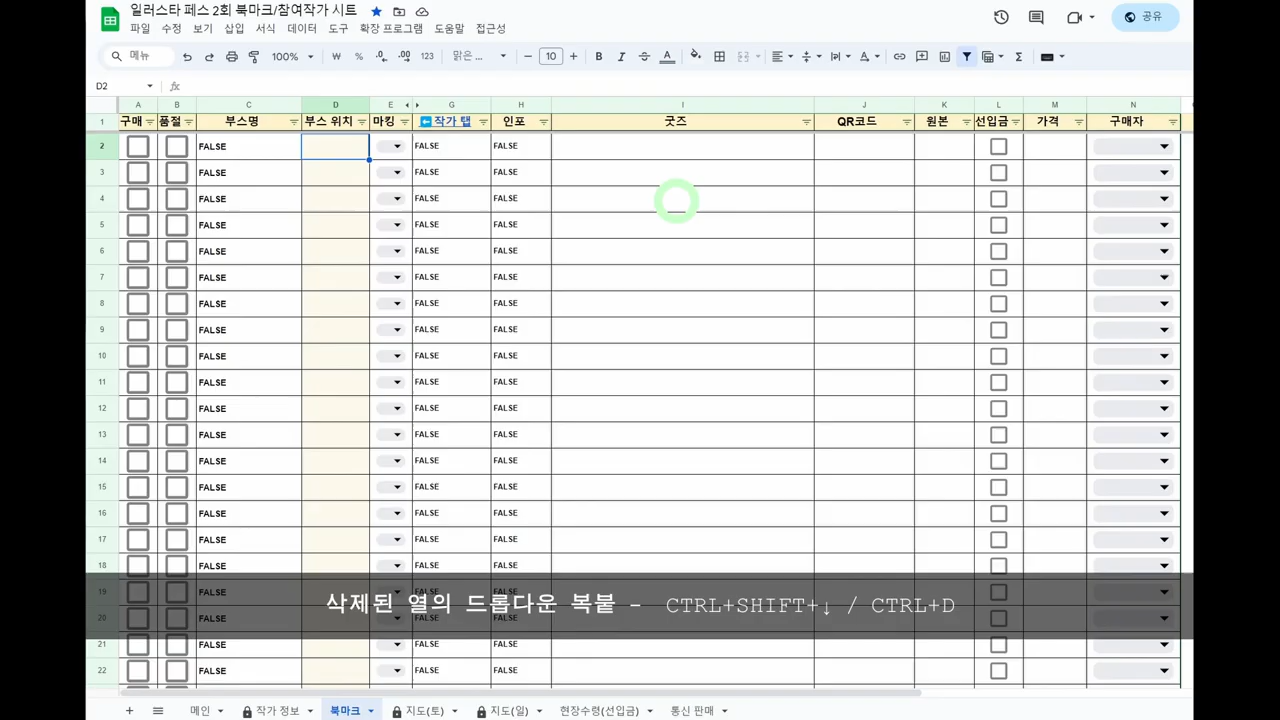 일러스타 페스 2회 북마크/참여작가 시트
파일 수정 보기 삽입 서식 데이터 도구 확장 프로그램 도움말 접근성
공유
메뉴 100% ₩ % .0 .00 123 맑은 ... 10 B I A Σ
D2 fx
A B C D E G H I J K L M N
1 구매 품절 부스명 부스 위치 마킹 작가 탭 인포 굿즈 QR코드 원본 선입금 가격 구매자
2 FALSE FALSE FALSE
3 FALSE FALSE FALSE
4 FALSE FALSE FALSE
5 FALSE FALSE FALSE
6 FALSE FALSE FALSE
7 FALSE FALSE FALSE
8 FALSE FALSE FALSE
9 FALSE FALSE FALSE
10 FALSE FALSE FALSE
11 FALSE FALSE FALSE
12 FALSE FALSE FALSE
13 FALSE FALSE FALSE
14 FALSE FALSE FALSE
15 FALSE FALSE FALSE
16 FALSE FALSE FALSE
17 FALSE FALSE FALSE
18 FALSE FALSE FALSE
19 FALSE FALSE FALSE
삭제된 열의 드롭다운 복붙 - CTRL+SHIFT+↓ / CTRL+D
20 FALSE FALSE FALSE
21 FALSE FALSE FALSE
22 FALSE FALSE FALSE
메인 작가 정보 북마크 지도(토) 지도(일) 현장수령(선입금) 통신 판매